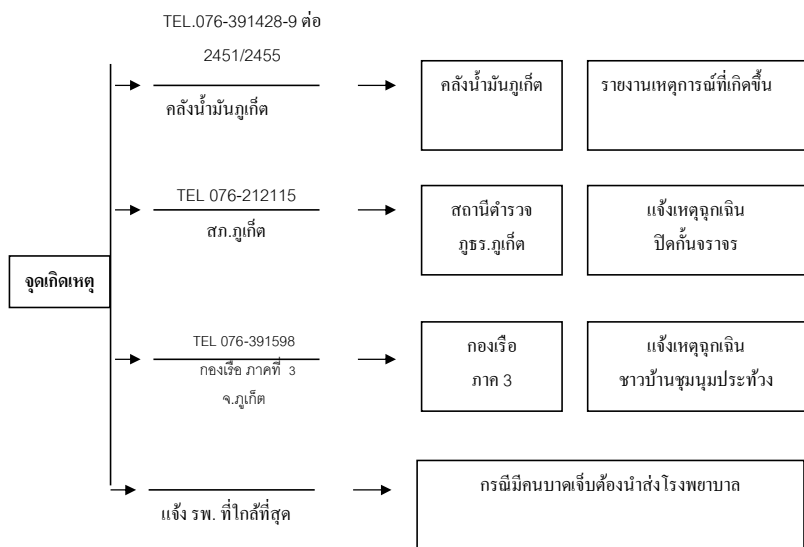 TEL.076-391428-9 ต่อ
2451/2455
คลังน้ำมันภูเก็ต
คลังน้ำมันภูเก็ต
รายงานเหตุการณ์ที่เกิดขึ้น
TEL 076-212115
สภ.ภูเก็ต
สถานีตำรวจ
ภูธร.ภูเก็ต
แจ้งเหตุฉุกเฉิน
ปิดกั้นจราจร
จุดเกิดเหตุ
TEL 076-391598
กองเรือ ภาคที่ 3
จ.ภูเก็ต
กองเรือ
ภาค 3
แจ้งเหตุฉุกเฉิน
ชาวบ้านชุมนุมประท้วง
แจ้ง รพ. ที่ใกล้ที่สุด
กรณีมีคนบาดเจ็บต้องนำส่งโรงพยาบาล